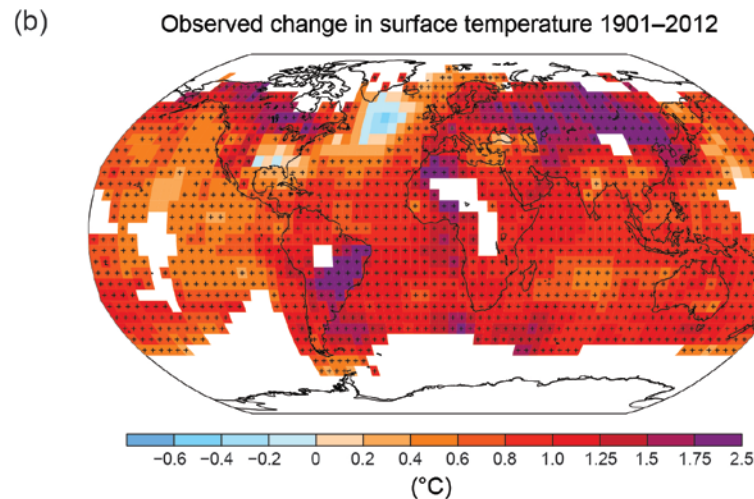 (b)
Observed change in surface temperature 1901–2012
−0.6 −0.4 −0.2 0 0.2 0.4 0.6 0.8 1.0 1.25 1.5 1.75 2.5
(°C)